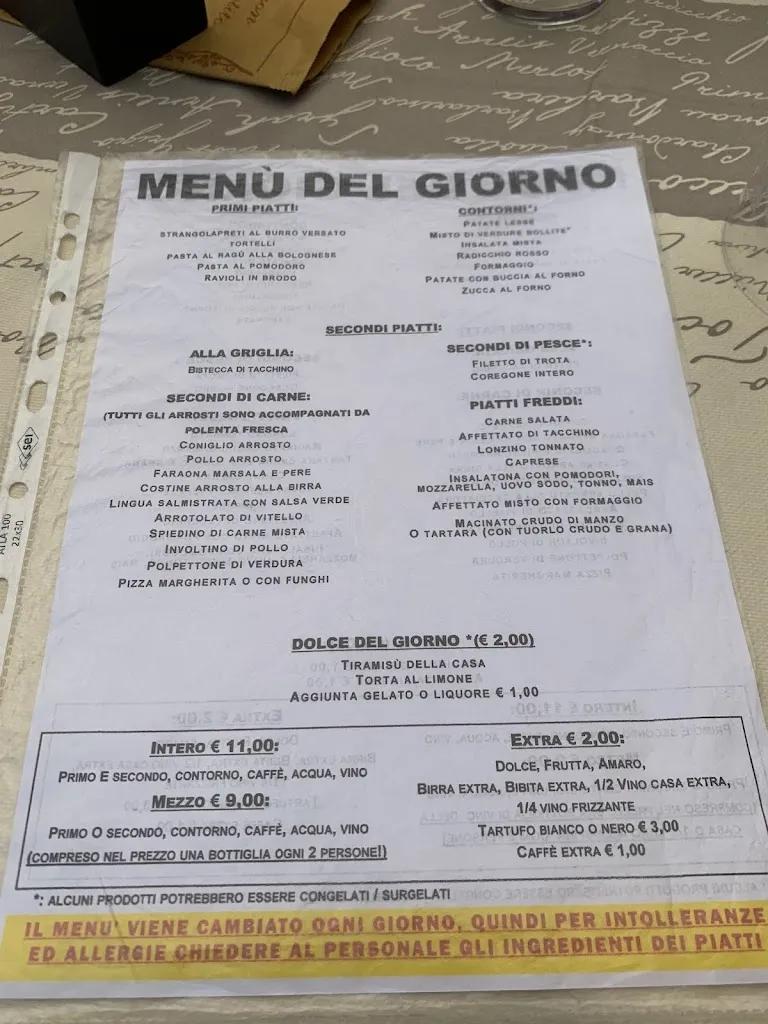 MENÙ DEL GIORNO
PRIMI PIATTI:
STRANGOLAPRETI AL BURRO VERSATO
TORTELLI
PASTA AL RAGÙ ALLA BOLOGNESE
PASTA AL POMODORO
RAVIOLI IN BRODO
CONTORNI*:
PATATE LESSE
MISTO DI VERDURE BOLLITE*
INSALATA MISTA
RADICCHIO ROSSO
FORMAGGIO
PATATE CON BUCCIA AL FORNO
ZUCCA AL FORNO
SECONDI PIATTI:
ALLA GRIGLIA:
BISTECCA DI TACCHINO
SECONDI DI CARNE:
(TUTTI GLI ARROSTI SONO ACCOMPAGNATI DA
POLENTA FRESCA
CONIGLIO ARROSTO
POLLO ARROSTO
FARAONA MARSALA E PERE
COSTINE ARROSTO ALLA BIRRA
LINGUA SALMISTRATA CON SALSA VERDE
ARROTOLATO DI VITELLO
SPIEDINO DI CARNE MISTA
INVOLTINO DI POLLO
POLPETTONE DI VERDURA
PIZZA MARGHERITA O CON FUNGHI
SECONDI DI PESCE*:
FILETTO DI TROTA
COREGONE INTERO
PIATTI FREDDI:
CARNE SALATA
AFFETTATO DI TACCHINO
LONZINO TONNATO
CAPRESE
INSALATONA CON POMODORI,
MOZZARELLA, UOVO SODO, TONNO, MAIS
AFFETTATO MISTO CON FORMAGGIO
MACINATO CRUDO DI MANZO
O TARTARA (CON TUORLO CRUDO E GRANA)
DOLCE DEL GIORNO *(€ 2,00)
TIRAMISÙ DELLA CASA
TORTA AL LIMONE
AGGIUNTA GELATO O LIQUORE € 1,00
INTERO € 11,00:
PRIMO E SECONDO, CONTORNO, CAFFÈ, ACQUA, VINO
MEZZO € 9,00:
PRIMO O SECONDO, CONTORNO, CAFFÈ, ACQUA, VINO
(COMPRESO NEL PREZZO UNA BOTTIGLIA OGNI 2 PERSONE!)
EXTRA € 2,00:
DOLCE, FRUTTA, AMARO,
BIRRA EXTRA, BIBITA EXTRA, 1/2 VINO CASA EXTRA,
1/4 VINO FRIZZANTE
TARTUFO BIANCO O NERO € 3,00
CAFFÈ EXTRA € 1,00
*: ALCUNI PRODOTTI POTREBBERO ESSERE CONGELATI / SURGELATI
IL MENU' VIENE CAMBIATO OGNI GIORNO, QUINDI PER INTOLLERANZE
ED ALLERGIE CHIEDERE AL PERSONALE GLI INGREDIENTI DEI PIATTI
sei
ATLA 100
22x30
Chardonnay
Barbera